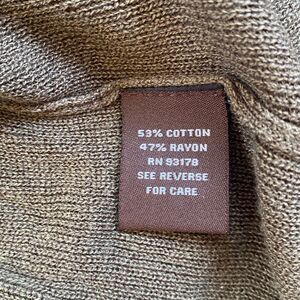 53% COTTON
47% RAYON
RN 93178
SEE REVERSE
FOR CARE